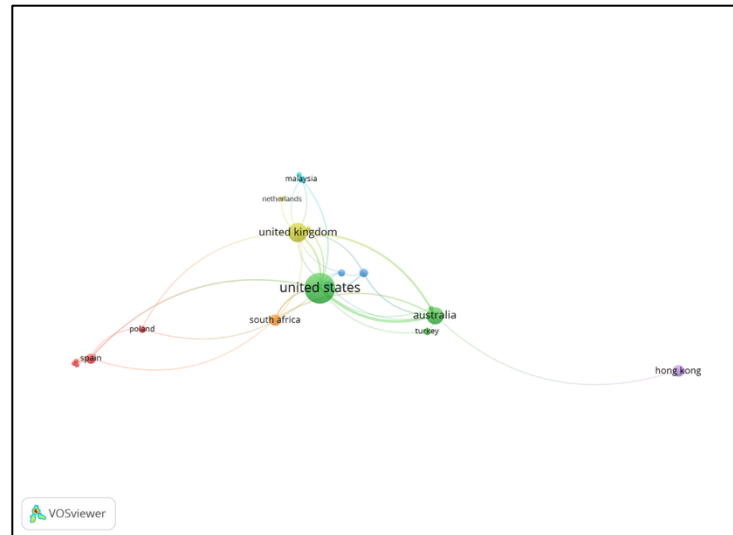 malaysia
netherlands
united kingdom
united states
south africa
australia
turkey
poland
spain
hong kong
VOSviewer